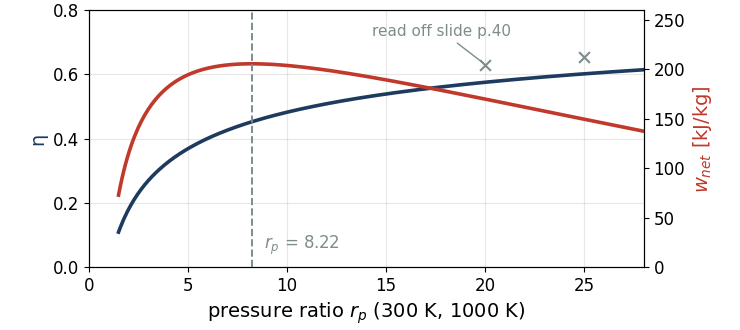 0.8
0.6
0.4
0.2
0.0
η
read off slide p.40
r_p = 8.22
250
200
150
100
50
0
w_net [kJ/kg]
0 5 10 15 20 25
pressure ratio r_p (300 K, 1000 K)